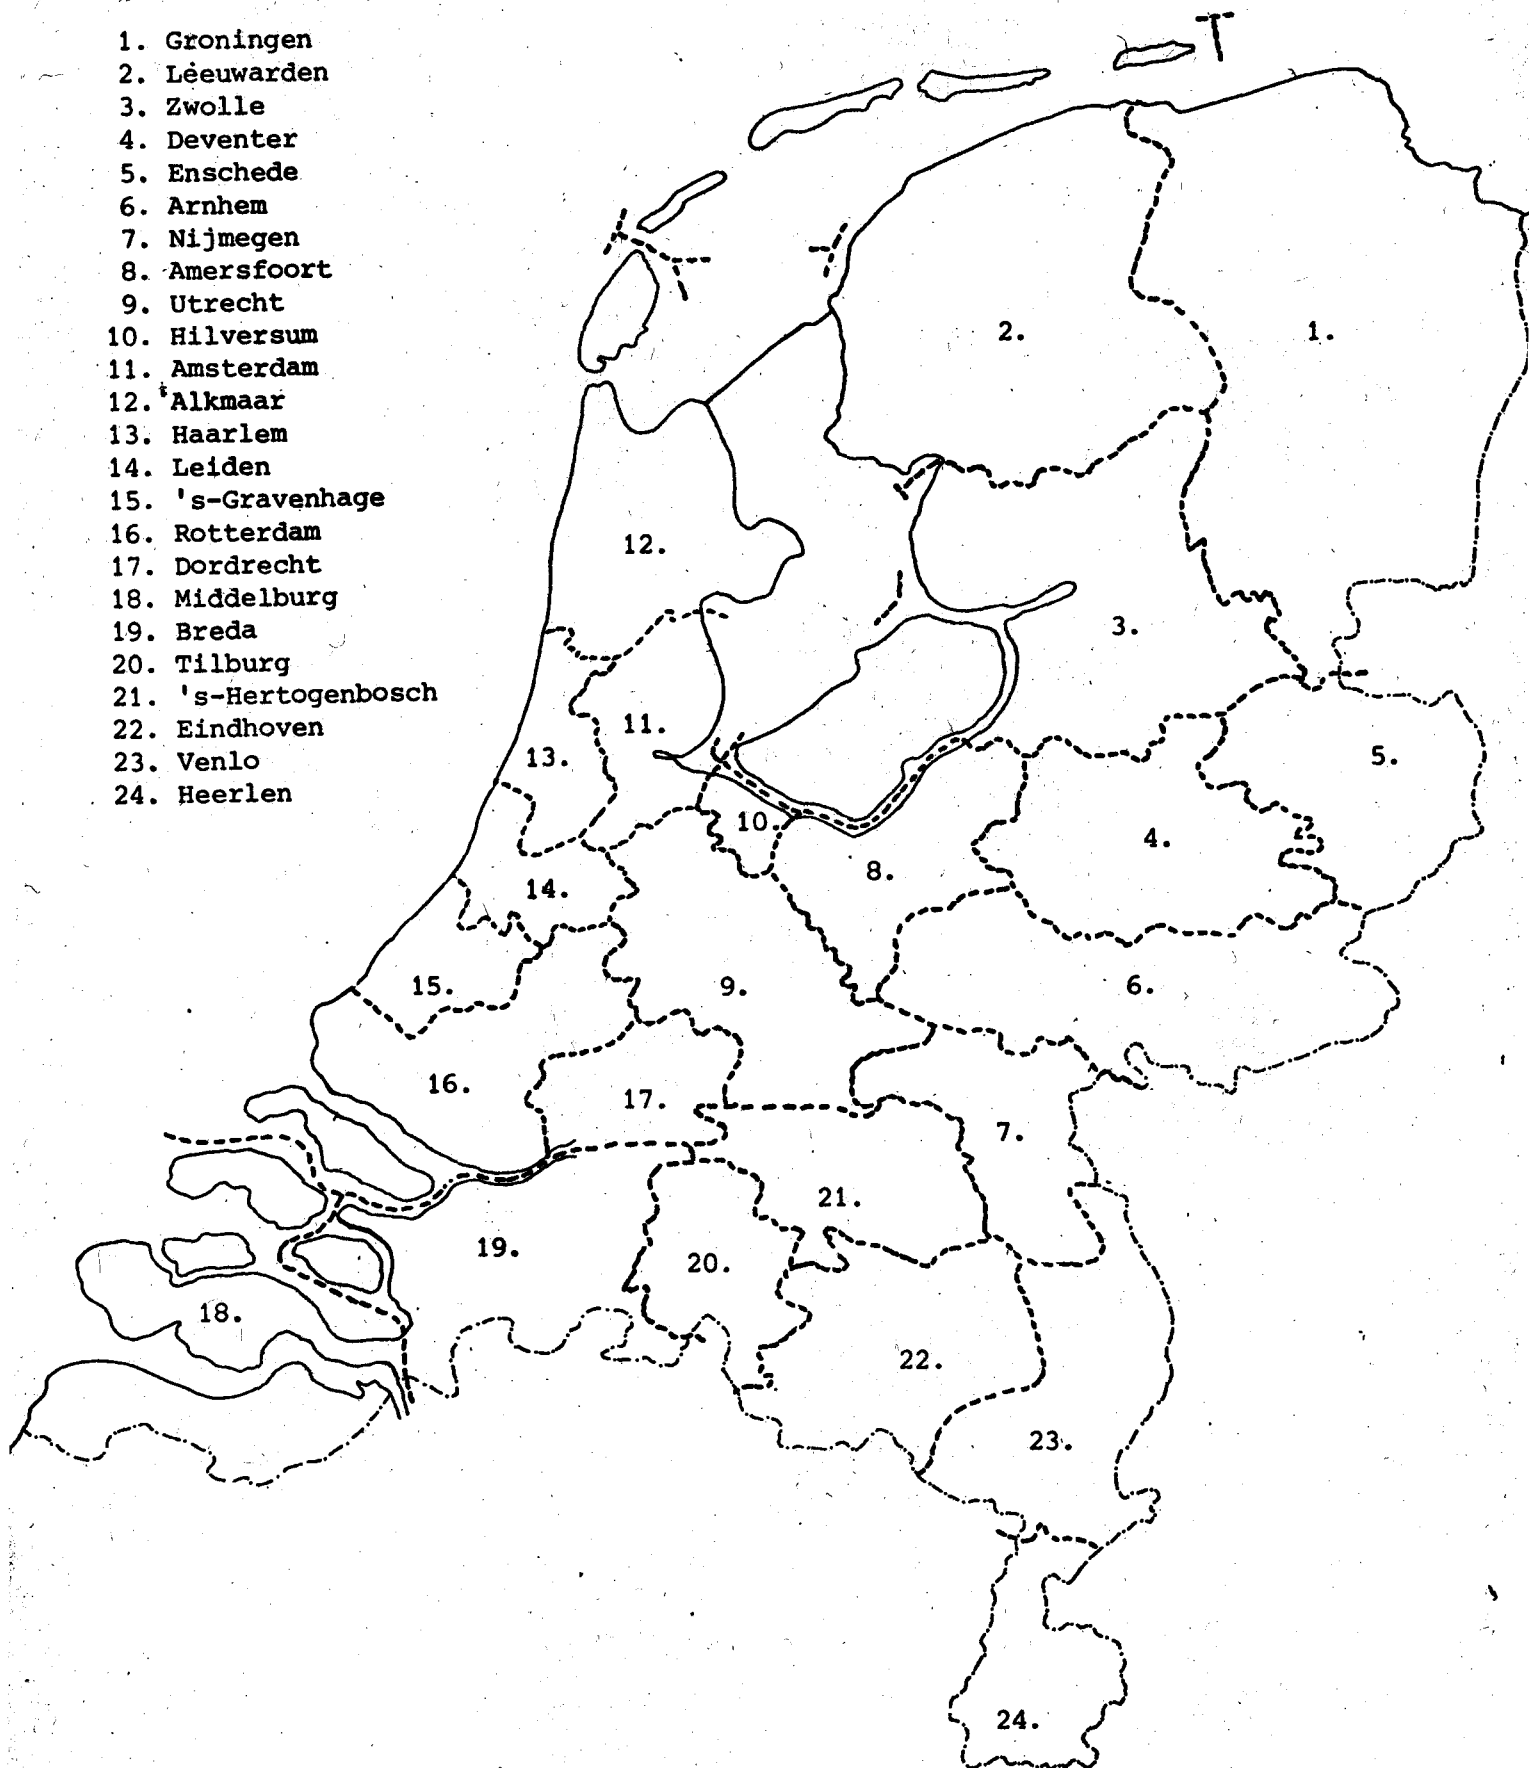 1. Groningen
2. Leeuwarden
3. Zwolle
4. Deventer
5. Enschede
6. Arnhem
7. Nijmegen
8. Amersfoort
9. Utrecht
10. Hilversum
11. Amsterdam
12. Alkmaar
13. Haarlem
14. Leiden
15. 's-Gravenhage
16. Rotterdam
17. Dordrecht
18. Middelburg
19. Breda
20. Tilburg
21. 's-Hertogenbosch
22. Eindhoven
23. Venlo
24. Heerlen
2.
1.
12.
3.
11.
13.
5.
10.
4.
8.
14.
15.
9.
6.
16.
17.
7.
21.
19.
20.
18.
22.
23.
24.